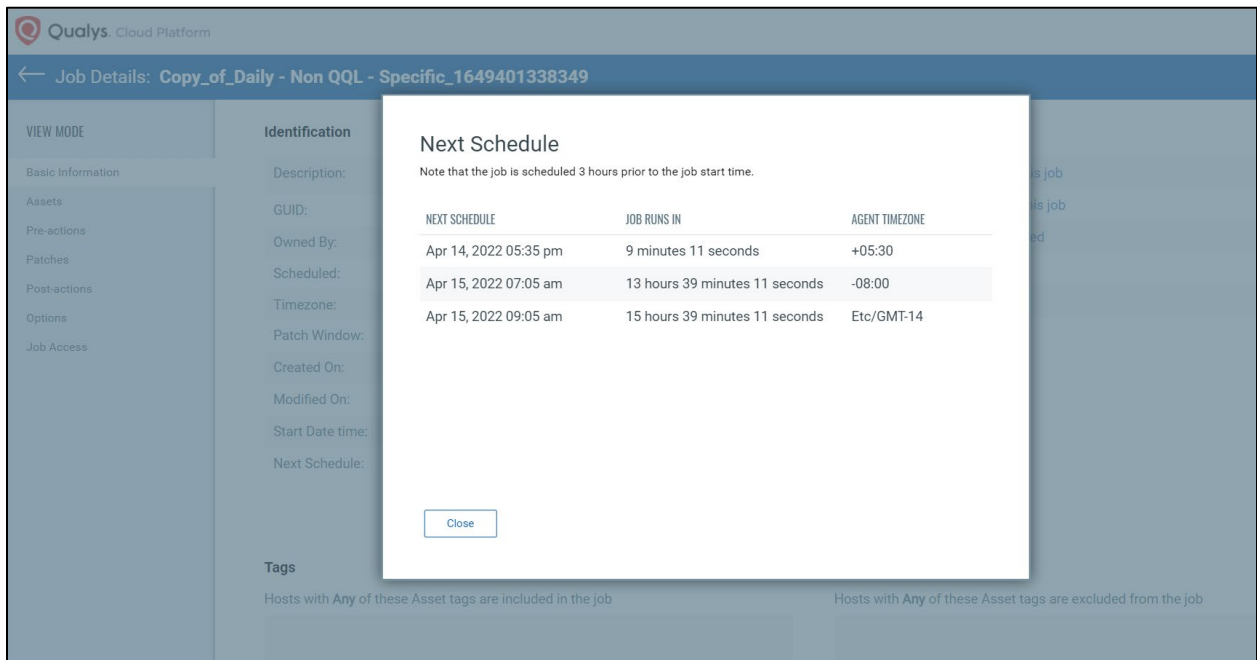 Qualys. Cloud Platform
← Job Details: Copy_of_Daily - Non QQL - Specific_1649401338349
VIEW MODE
Basic Information
Assets
Pre-actions
Patches
Post-actions
Options
Job Access
Identification
Description:
GUID:
Owned By:
Scheduled:
Timezone:
Patch Window:
Created On:
Modified On:
Start Date time:
Next Schedule:
is job
his job
ed
Next Schedule
Note that the job is scheduled 3 hours prior to the job start time.
NEXT SCHEDULE JOB RUNS IN AGENT TIMEZONE
Apr 14, 2022 05:35 pm 9 minutes 11 seconds +05:30
Apr 15, 2022 07:05 am 13 hours 39 minutes 11 seconds -08:00
Apr 15, 2022 09:05 am 15 hours 39 minutes 11 seconds Etc/GMT-14
Close
Tags
Hosts with Any of these Asset tags are included in the job Hosts with Any of these Asset tags are excluded from the job